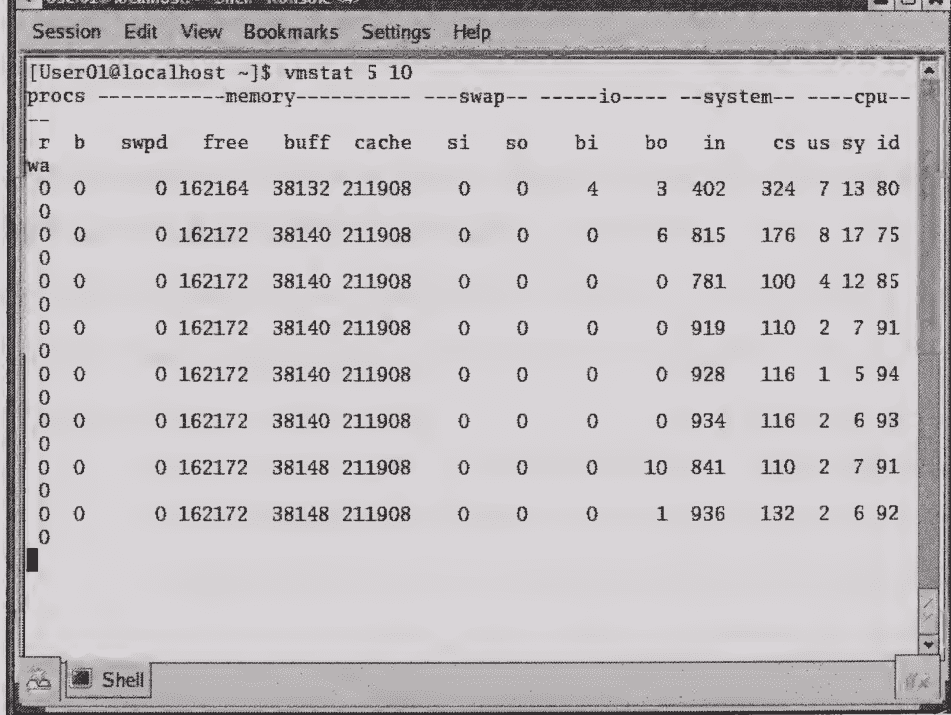 Session Edit View Bookmarks Settings Help
[User01@localhost ~]$ vmstat 5 10
procs -----------memory---------- ---swap-- -----io---- --system-- ----cpu--
--
r b swpd free buff cache si so bi bo in cs us sy id
wa
0 0 0 162164 38132 211908 0 0 4 3 402 324 7 13 80
0
0 0 0 162172 38140 211908 0 0 0 6 815 176 8 17 75
0
0 0 0 162172 38140 211908 0 0 0 0 781 100 4 12 85
0
0 0 0 162172 38140 211908 0 0 0 0 919 110 2 7 91
0
0 0 0 162172 38140 211908 0 0 0 0 928 116 1 5 94
0
0 0 0 162172 38140 211908 0 0 0 0 934 116 2 6 93
0
0 0 0 162172 38148 211908 0 0 0 10 841 110 2 7 91
0
0 0 0 162172 38148 211908 0 0 0 1 936 132 2 6 92
0
Shell